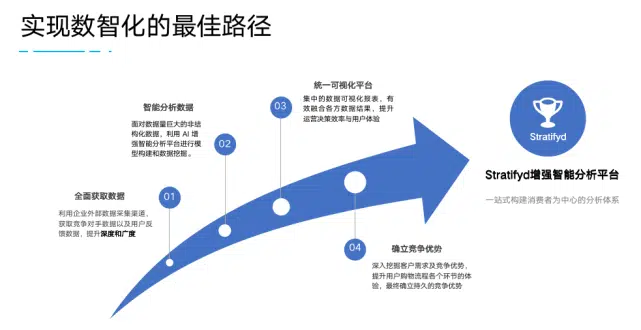 实现数智化的最佳路径
01
全面获取数据
利用企业外部数据采集渠道,
获取竞争对手数据以及用户反
馈数据，提升深度和广度
02
智能分析数据
面对数据量巨大的非结
构化数据，利用 AI 增
强智能分析平台进行模
型构建和数据挖掘。
03
统一可视化平台
集中的数据可视化报表，有
效融合各方数据结果，提升
运营决策效率与用户体验
04
确立竞争优势
深入挖掘客户需求及竞争优势，
提升用户购物流程各个环节的体
验，最终确立持久的竞争优势
Stratifyd
Stratifyd增强智能分析平台
一站式构建消费者为中心的分析体系